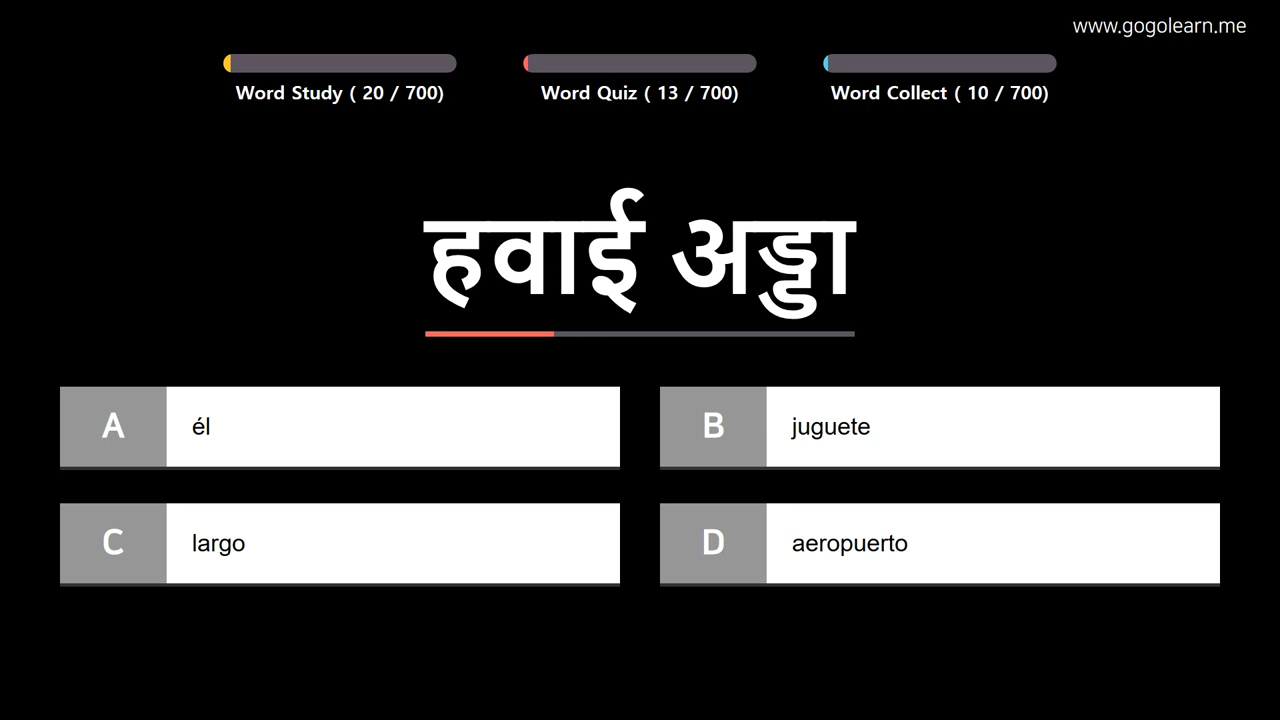 www.gogolearn.me
Word Study ( 20 / 700)
Word Quiz ( 13 / 700)
Word Collect ( 10 / 700)
हवाई अड्डा
A él
B juguete
C largo
D aeropuerto